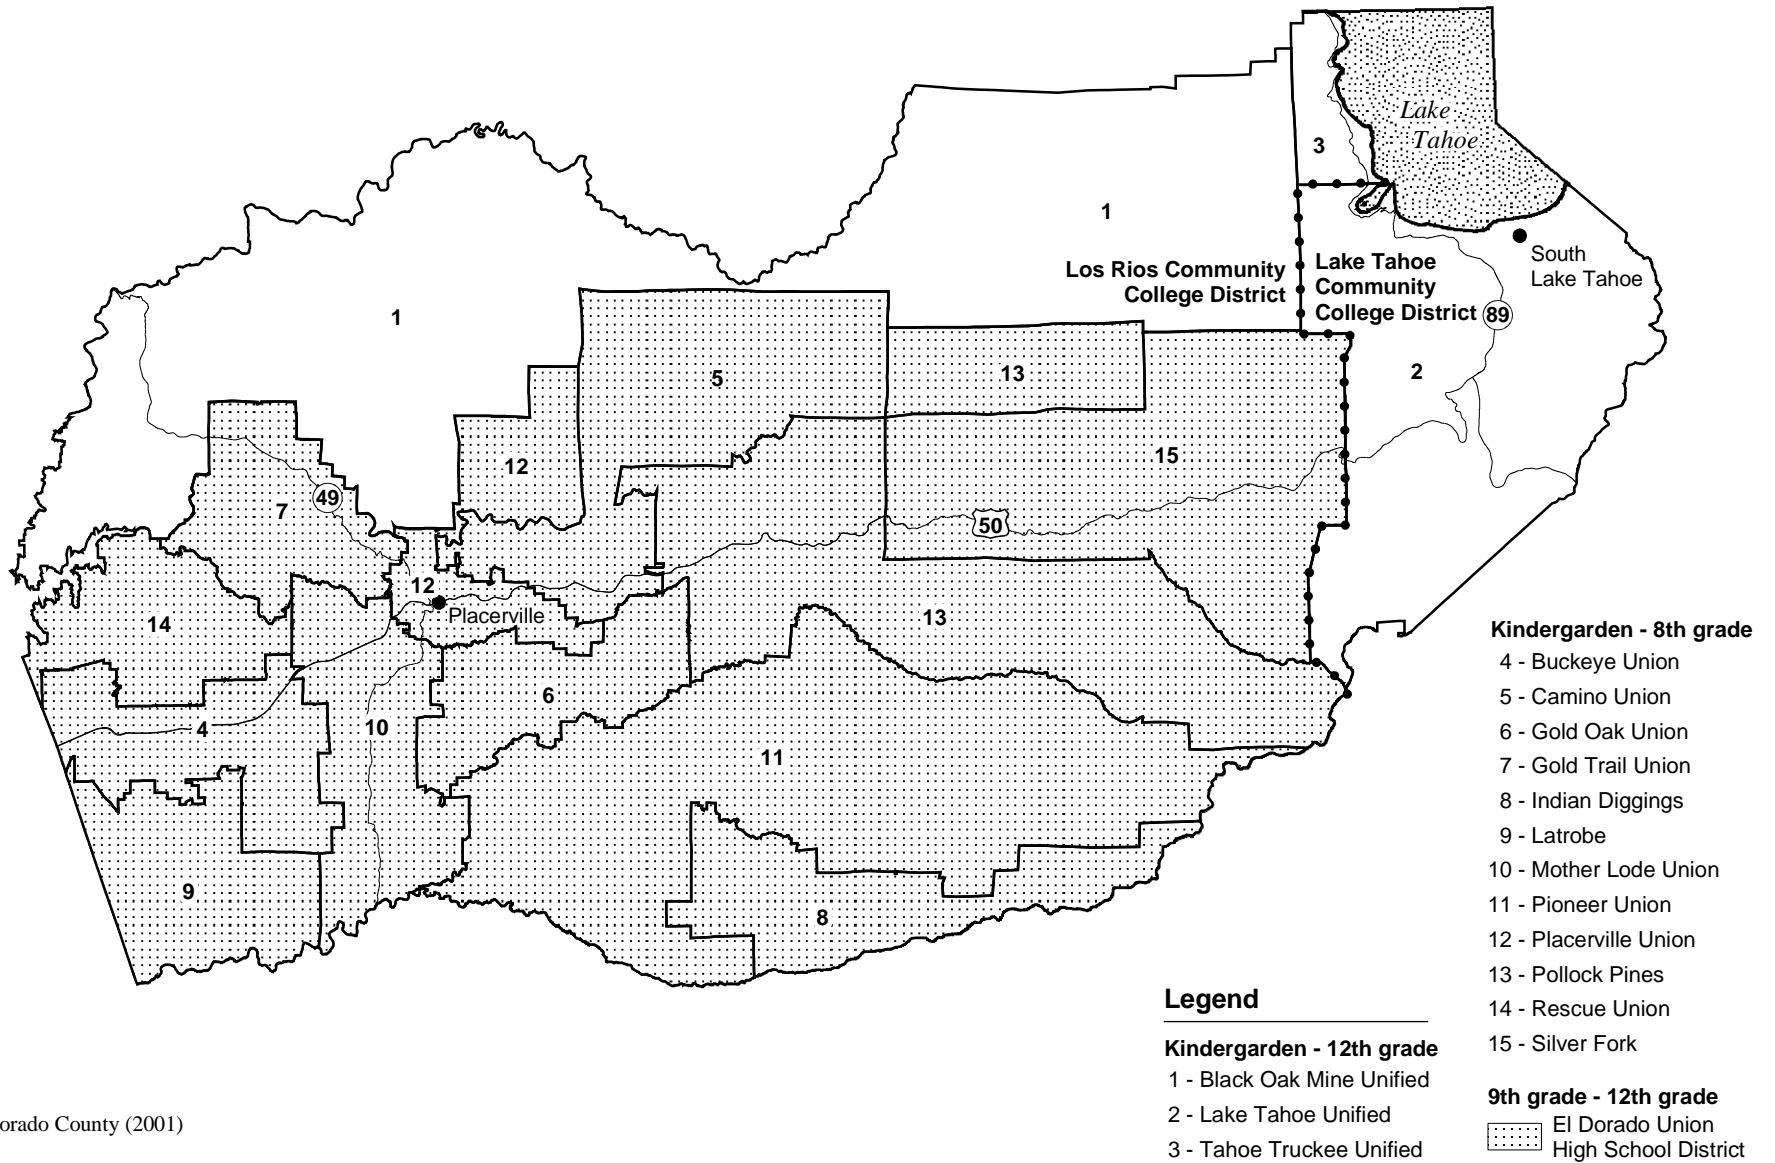 Lake
Tahoe
3
1
Los Rios Community
College District
Lake Tahoe
Community
College District
South
Lake Tahoe
89
1
5
13
2
12
15
7
49
50
12
Placerville
14
13
6
4
10
11
9
8
Legend
Kindergarden - 12th grade
1 - Black Oak Mine Unified
2 - Lake Tahoe Unified
3 - Tahoe Truckee Unified
Kindergarden - 8th grade
4 - Buckeye Union
5 - Camino Union
6 - Gold Oak Union
7 - Gold Trail Union
8 - Indian Diggings
9 - Latrobe
10 - Mother Lode Union
11 - Pioneer Union
12 - Placerville Union
13 - Pollock Pines
14 - Rescue Union
15 - Silver Fork
9th grade - 12th grade
El Dorado Union
High School District
orado County (2001)